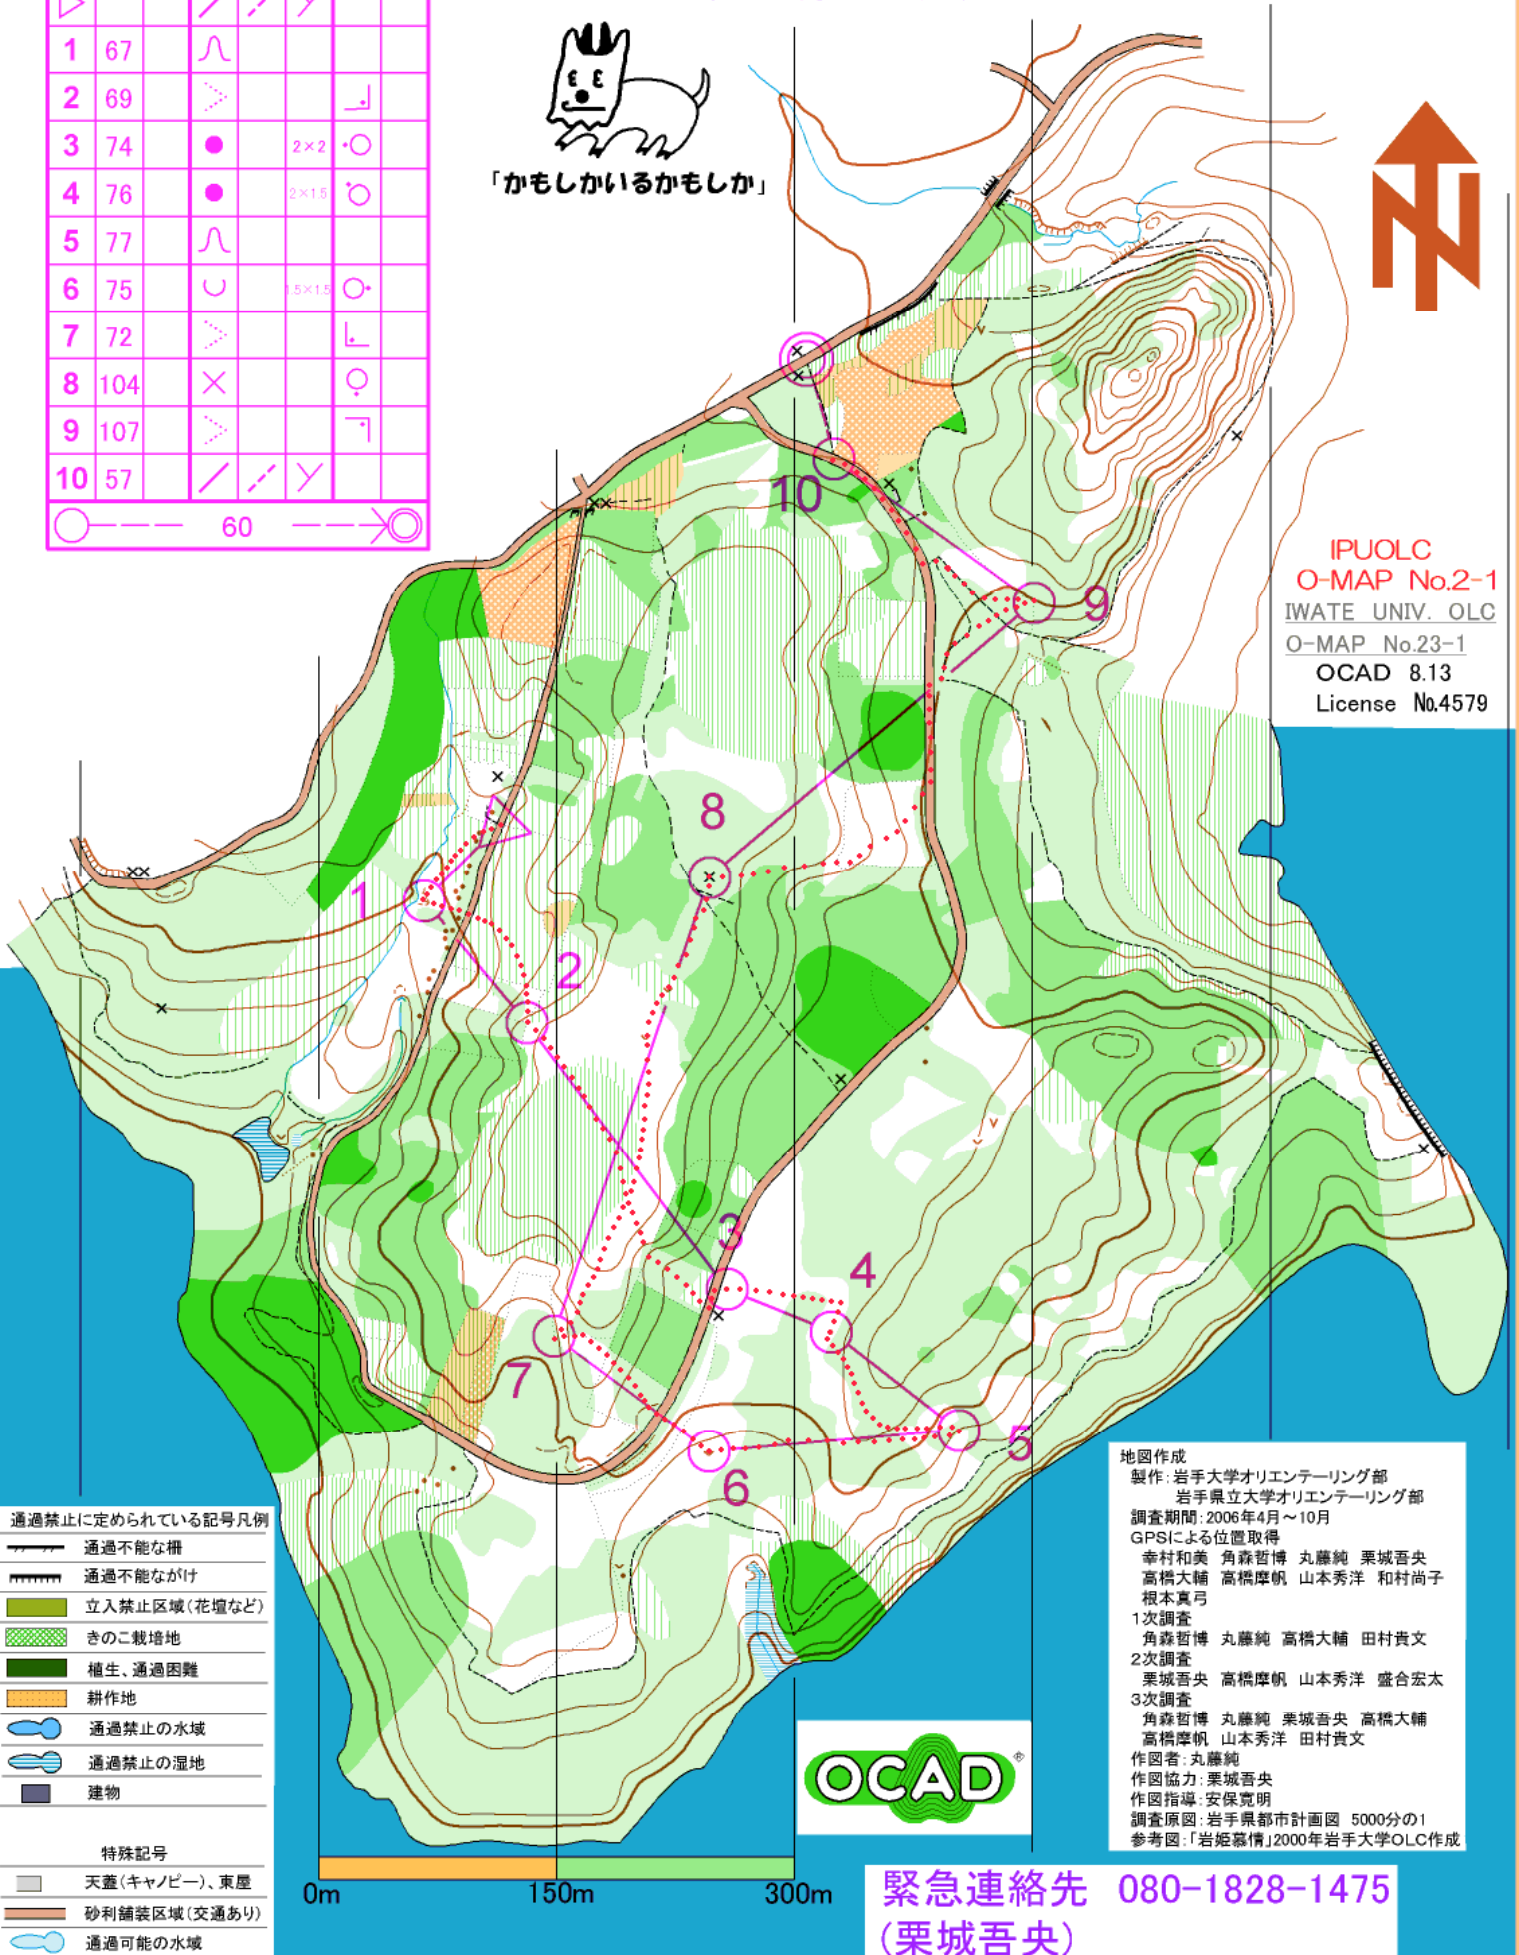 1 67
2 69
3 74 2×2
4 76 2×1.5
5 77
6 75 1.5×1.5
7 72
8 104
9 107
10 57
60
「かもしかいるかもしか」
N
IPUOLC
O-MAP No.2-1
IWATE UNIV. OLC
O-MAP No.23-1
OCAD 8.13
License No.4579
10
9
8
1
2
3
4
7
5
6
通過禁止に定められている記号凡例
通過不能な柵
通過不能ながけ
立入禁止区域(花壇など)
きのこ栽培地
植生、通過困難
耕作地
通過禁止の水域
通過禁止の湿地
建物
特殊記号
天蓋(キャノピー)、東屋
砂利舗装区域(交通あり)
通過可能の水域
0m 150m 300m
OCAD®
地図作成
製作:岩手大学オリエンテーリング部
岩手県立大学オリエンテーリング部
調査期間:2006年4月～10月
GPSによる位置取得
幸村和美 角森哲博 丸藤純 栗城吾央
高橋大輔 高橋摩帆 山本秀洋 和村尚子
根本真弓
1次調査
角森哲博 丸藤純 高橋大輔 田村貴文
2次調査
栗城吾央 高橋摩帆 山本秀洋 盛合宏太
3次調査
角森哲博 丸藤純 栗城吾央 高橋大輔
高橋摩帆 山本秀洋 田村貴文
作図者:丸藤純
作図協力:栗城吾央
作図指導:安保寛明
調査原図:岩手県都市計画図 5000分の1
参考図:「岩姫慕情」2000年岩手大学OLC作成
緊急連絡先 080-1828-1475
(栗城吾央)